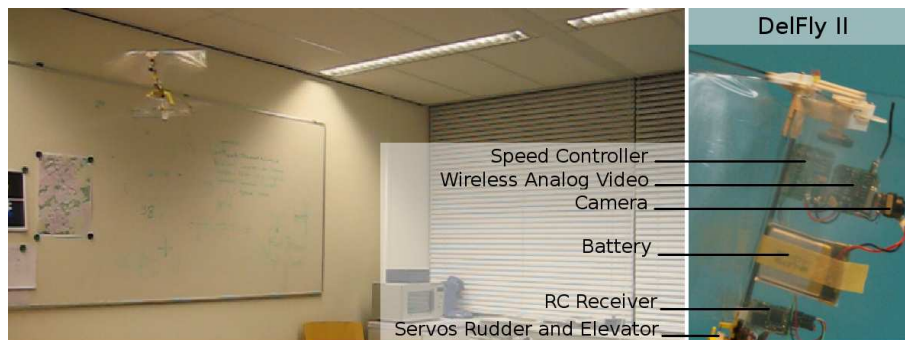 DelFly II
Speed Controller
Wireless Analog Video
Camera
Battery
RC Receiver
Servos Rudder and Elevator